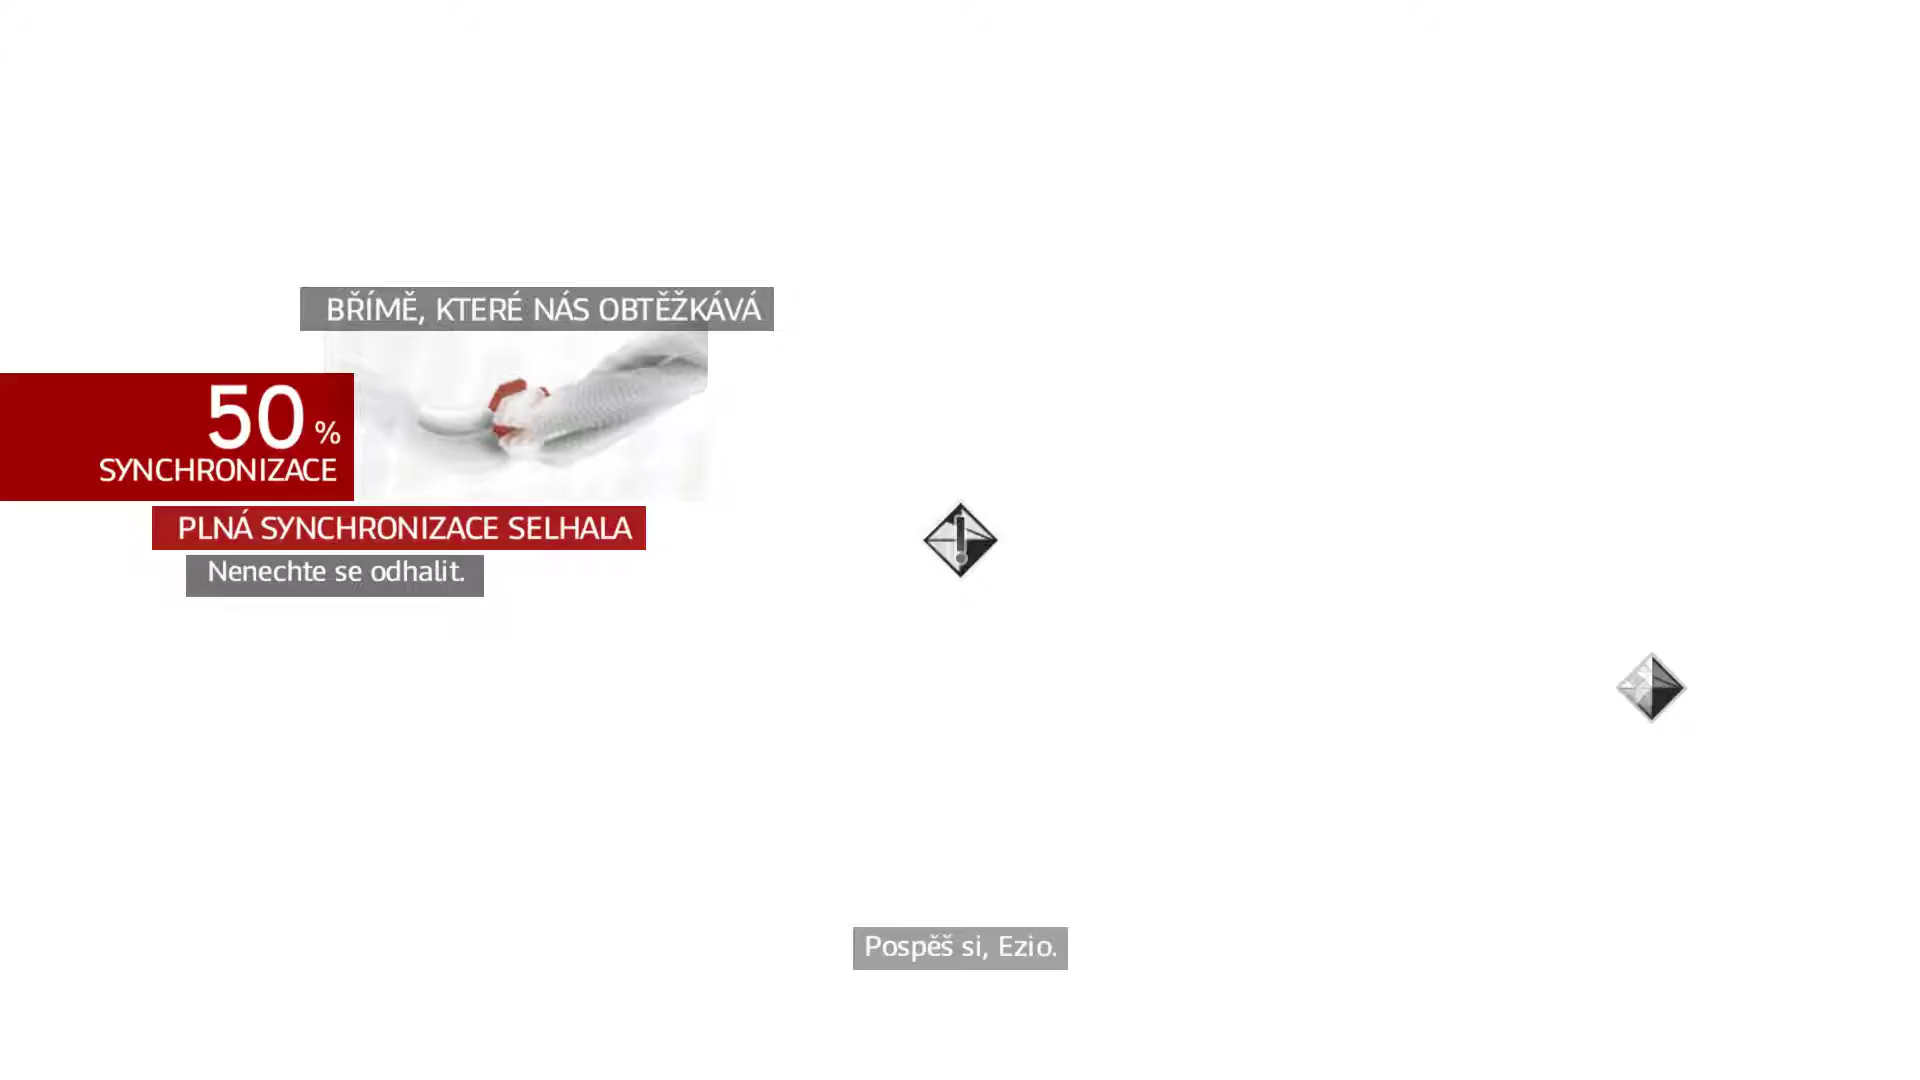 BŘÍMĚ, KTERÉ NÁS OBTĚŽKÁVÁ
50 %
SYNCHRONIZACE
PLNÁ SYNCHRONIZACE SELHALA
Nenechte se odhalit.
Pospěš si, Ezio.